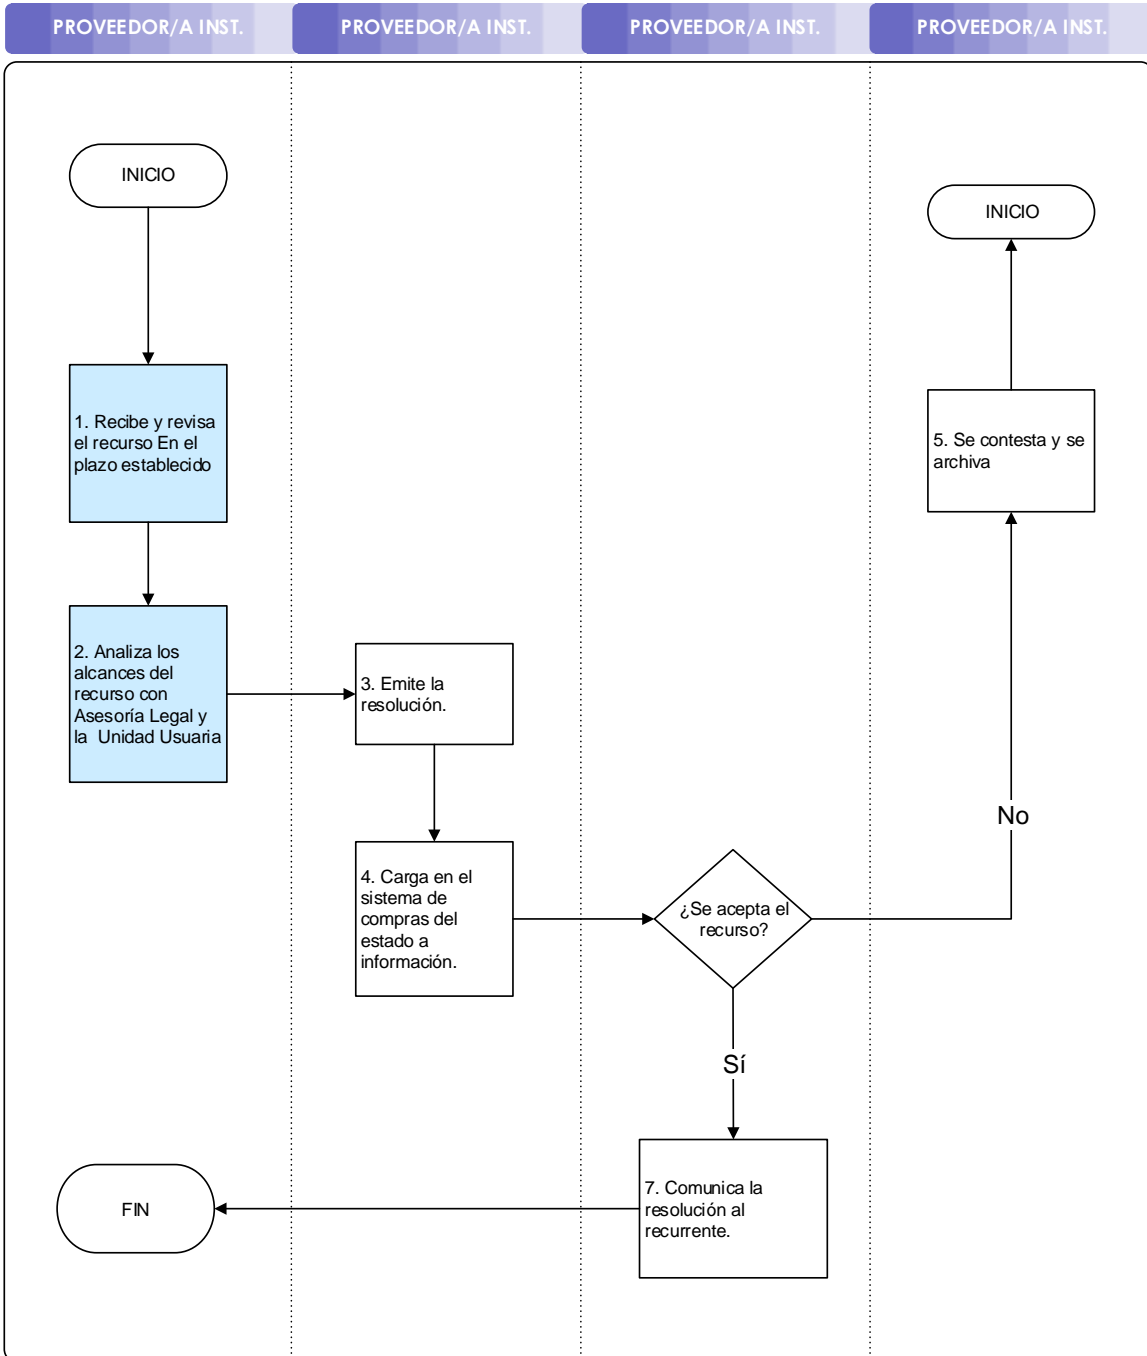 PROVEEDOR/A INST.
PROVEEDOR/A INST.
PROVEEDOR/A INST.
PROVEEDOR/A INST.
INICIO
1. Recibe y revisa
el recurso En el
plazo establecido
2. Analiza los
alcances del
recurso con
Asesoría Legal y
la Unidad Usuaria
3. Emite la
resolución.
4. Carga en el
sistema de
compras del
estado a
información.
¿Se acepta el
recurso?
No
5. Se contesta y se
archiva
INICIO
Sí
7. Comunica la
resolución al
recurrente.
FIN